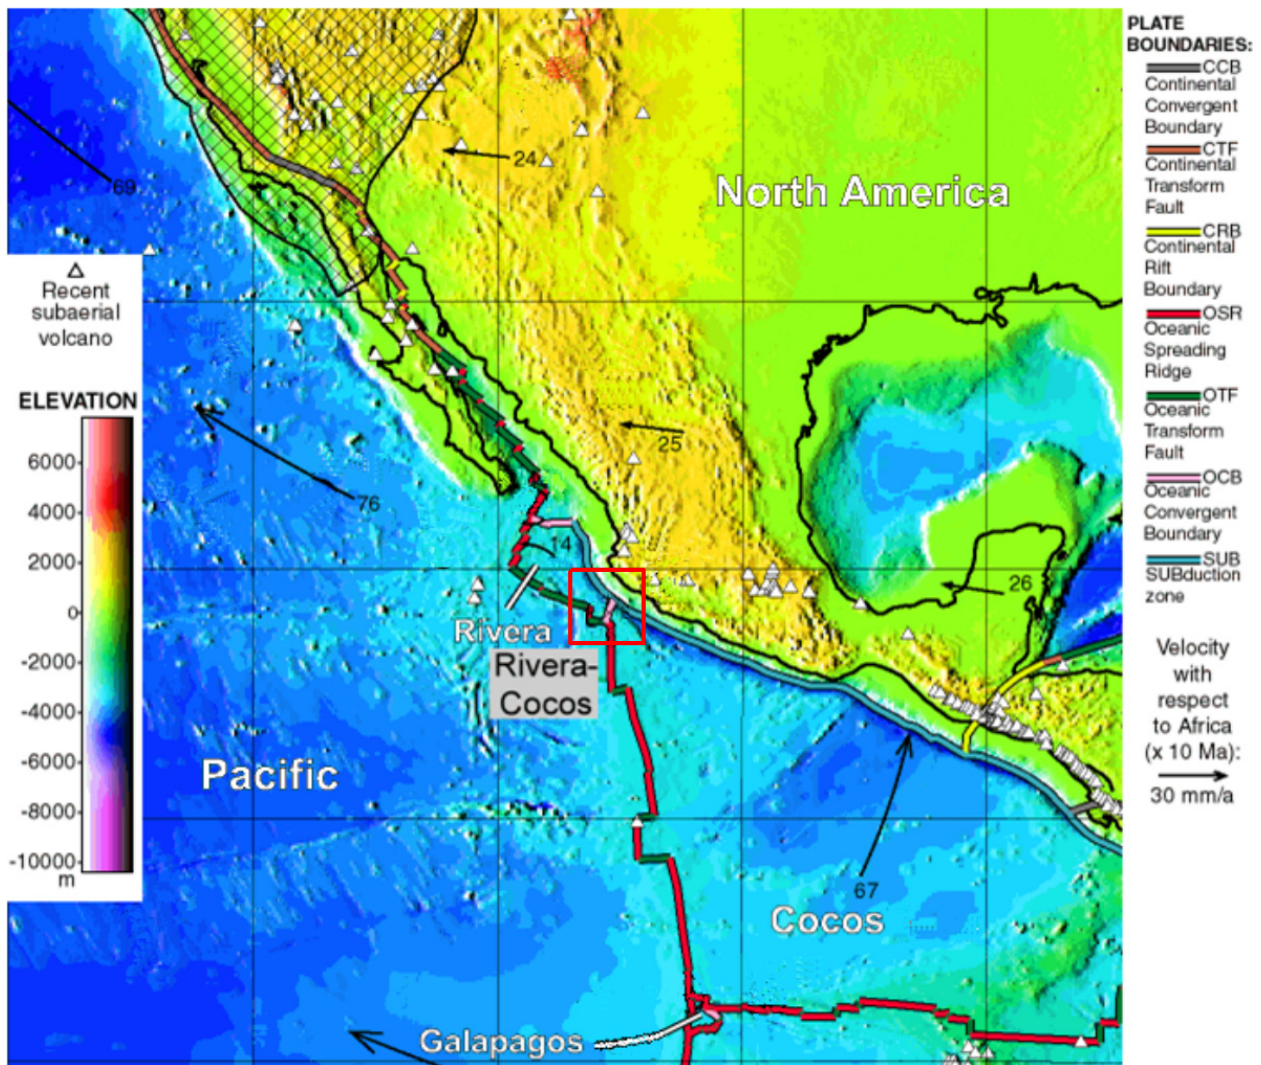 PLATE
BOUNDARIES:
CCB
Continental
Convergent
Boundary
CTF
Continental
Transform
Fault
CRB
Continental
Rift
Boundary
OSR
Oceanic
Spreading
Ridge
OTF
Oceanic
Transform
Fault
OCB
Oceanic
Convergent
Boundary
SUB
SUBduction
zone
Velocity
with
respect
to Africa
(x 10 Ma):
30 mm/a
69
24
North America
Recent
subaerial
volcano
ELEVATION
6000
4000
2000
0
-2000
-4000
-6000
-8000
-10000
m
25
76
14
26
Rivera
Rivera-
Cocos
Pacific
67
Cocos
Galapagos